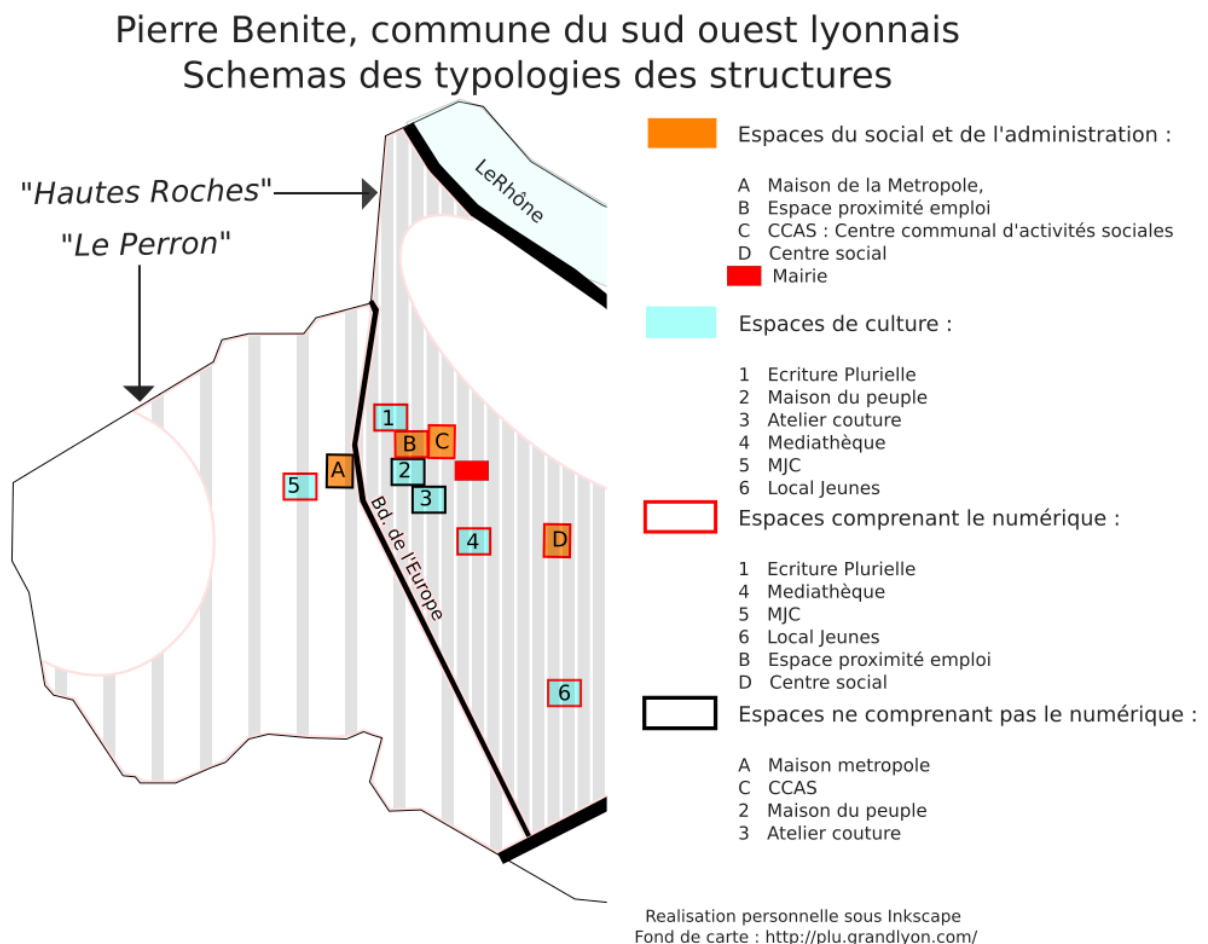 Pierre Benite, commune du sud ouest lyonnais
Schemas des typologies des structures
"Hautes Roches"
"Le Perron"
LeRhône
1
B
C
A
2
5
3
Bd. de l'Europe
4
D
6
Espaces du social et de l'administration :
A Maison de la Metropole,
B Espace proximité emploi
C CCAS : Centre communal d'activités sociales
D Centre social
Mairie
Espaces de culture :
1 Ecriture Plurielle
2 Maison du peuple
3 Atelier couture
4 Mediathèque
5 MJC
6 Local Jeunes
Espaces comprenant le numérique :
1 Ecriture Plurielle
4 Mediathèque
5 MJC
6 Local Jeunes
B Espace proximité emploi
D Centre social
Espaces ne comprenant pas le numérique :
A Maison metropole
C CCAS
2 Maison du peuple
3 Atelier couture
Realisation personnelle sous Inkscape
Fond de carte : http://plu.grandlyon.com/